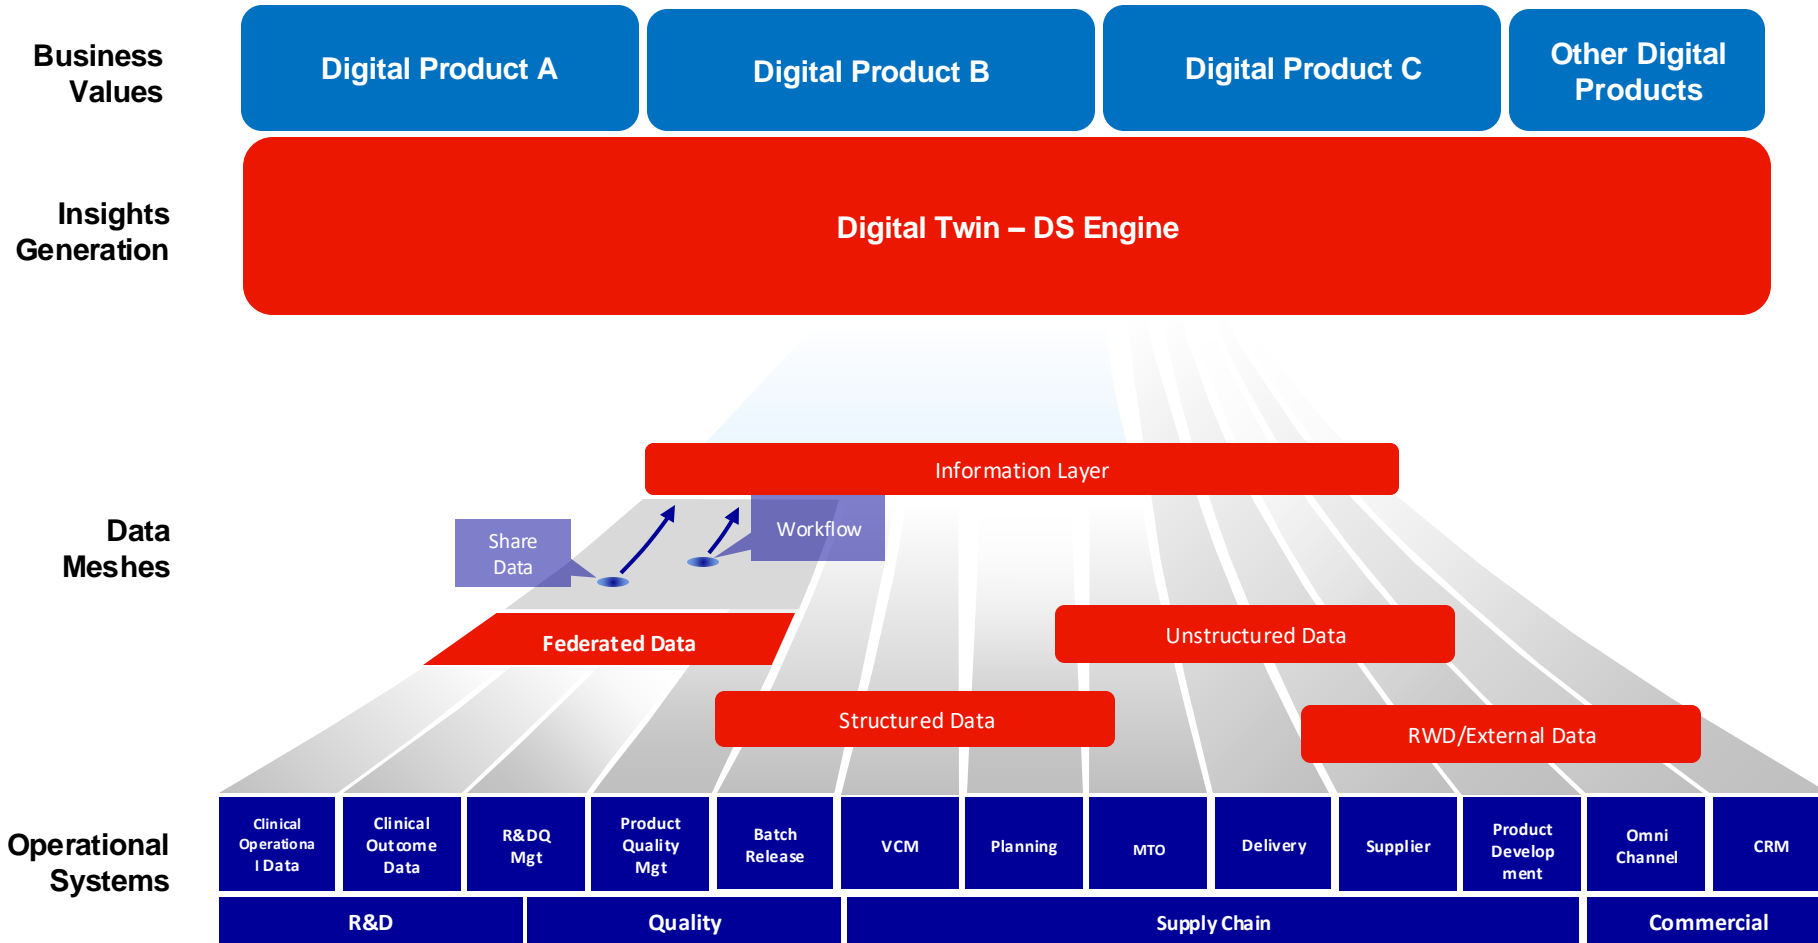 Business
Values
Digital Product A
Digital Product B
Digital Product C
Other Digital
Products
Insights
Generation
Digital Twin – DS Engine
Information Layer
Data
Meshes
Share
Data
Workflow
Federated Data
Unstructured Data
Structured Data
RWD/External Data
Operational
Systems
Clinical
Operationa
l Data
Clinical
Outcome
Data
R&DQ
Mgt
Product
Quality
Mgt
Batch
Release
VCM
Planning
MTO
Delivery
Supplier
Product
Develop
ment
Omni
Channel
CRM
R&D
Quality
Supply Chain
Commercial